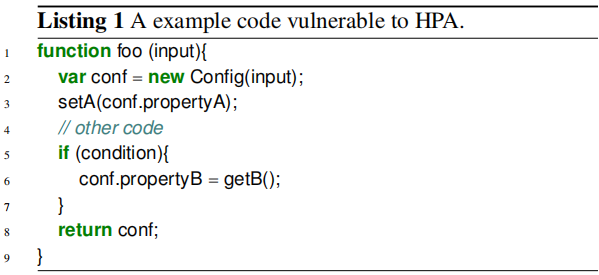 Listing 1 A example code vulnerable to HPA.
1 function foo (input){
2 var conf = new Config(input);
3 setA(conf.propertyA);
4 // other code
5 if (condition){
6 conf.propertyB = getB();
7 }
8 return conf;
9 }